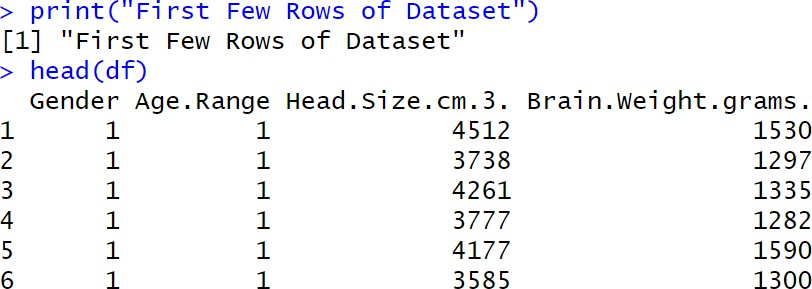 > print("First Few Rows of Dataset")
[1] "First Few Rows of Dataset"
> head(df)
  Gender Age.Range Head.Size.cm.3. Brain.Weight.grams.
1      1         1            4512                1530
2      1         1            3738                1297
3      1         1            4261                1335
4      1         1            3777                1282
5      1         1            4177                1590
6      1         1            3585                1300